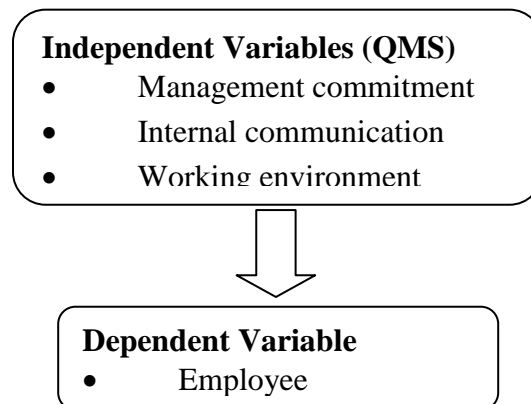 Independent Variables (QMS)
• Management commitment
• Internal communication
• Working environment
Dependent Variable
• Employee